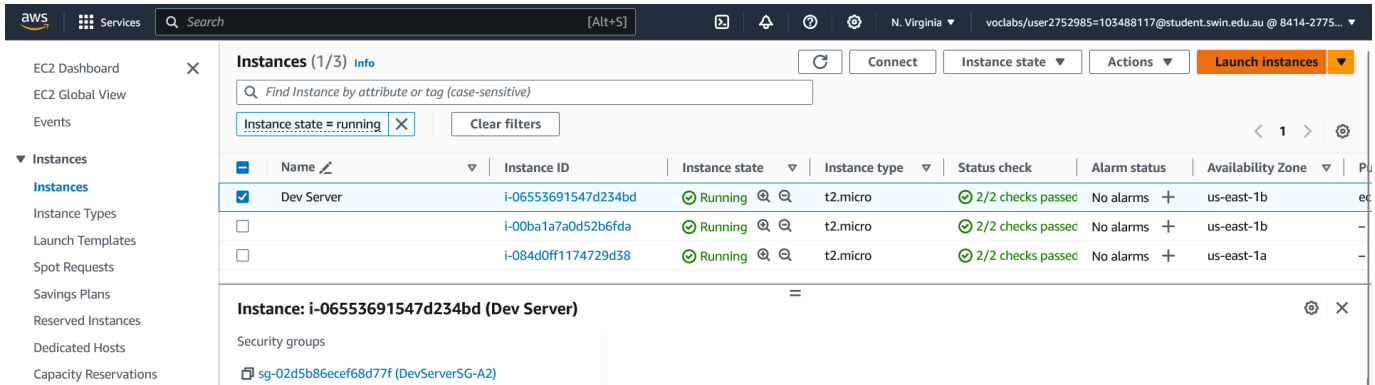 aws Services Search [Alt+S] N. Virginia ▼ voclabs/user2752985=103488117@student.swin.edu.au @ 8414-2775... ▼
EC2 Dashboard
EC2 Global View
Events
▼ Instances
Instances
Instance Types
Launch Templates
Spot Requests
Savings Plans
Reserved Instances
Dedicated Hosts
Capacity Reservations
Instances (1/3) Info Connect Instance state ▼ Actions ▼ Launch instances ▼
Find Instance by attribute or tag (case-sensitive)
Instance state = running Clear filters
< 1 >
Name Instance ID Instance state Instance type Status check Alarm status Availability Zone
Dev Server i-06553691547d234bd Running t2.micro 2/2 checks passed No alarms + us-east-1b
i-00ba1a7a0d52b6fda Running t2.micro 2/2 checks passed No alarms + us-east-1b –
i-084d0ff1174729d38 Running t2.micro 2/2 checks passed No alarms + us-east-1a –
Instance: i-06553691547d234bd (Dev Server)
Security groups
sg-02d5b86ecef68d77f (DevServerSG-A2)